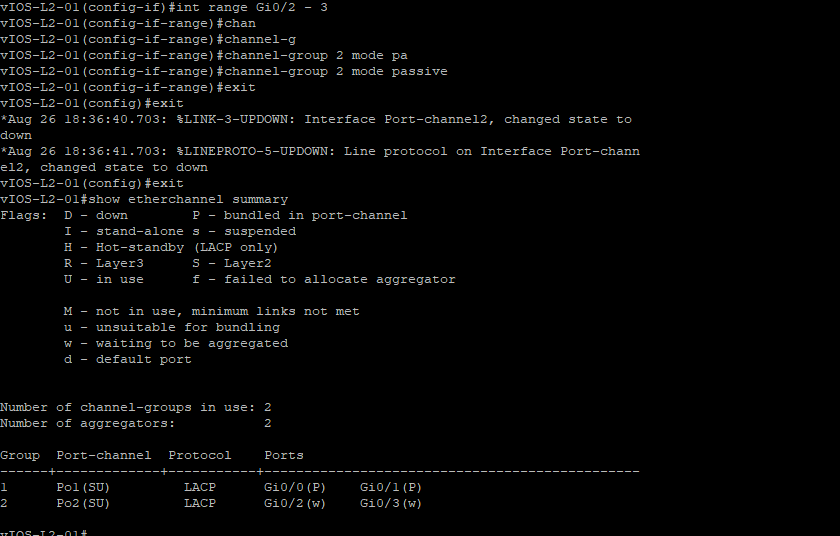 vIOS-L2-01(config-if)#int range Gi0/2 - 3
vIOS-L2-01(config-if-range)#chan
vIOS-L2-01(config-if-range)#channel-g
vIOS-L2-01(config-if-range)#channel-group 2 mode pa
vIOS-L2-01(config-if-range)#channel-group 2 mode passive
vIOS-L2-01(config-if-range)#exit
vIOS-L2-01(config)#exit
*Aug 26 18:36:40.703: %LINK-3-UPDOWN: Interface Port-channel2, changed state to
down
*Aug 26 18:36:41.703: %LINEPROTO-5-UPDOWN: Line protocol on Interface Port-chann
el2, changed state to down
vIOS-L2-01(config)#exit
vIOS-L2-01#show etherchannel summary
Flags:  D - down        P - bundled in port-channel
        I - stand-alone s - suspended
        H - Hot-standby (LACP only)
        R - Layer3      S - Layer2
        U - in use      f - failed to allocate aggregator

        M - not in use, minimum links not met
        u - unsuitable for bundling
        w - waiting to be aggregated
        d - default port


Number of channel-groups in use: 2
Number of aggregators:           2

Group  Port-channel  Protocol    Ports
------+-------------+-----------+-----------------------------------------------
1      Po1(SU)         LACP      Gi0/0(P)    Gi0/1(P)
2      Po2(SU)         LACP      Gi0/2(w)    Gi0/3(w)

vIOS-L2-01#